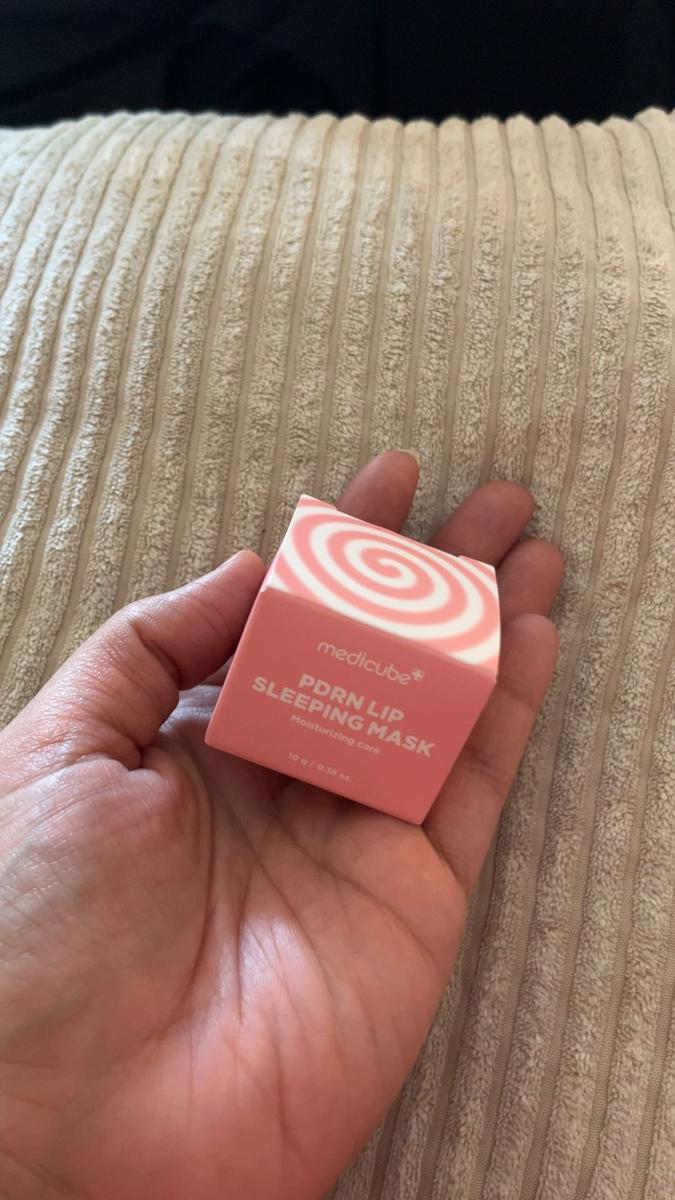 medicube
PDRN LIP
SLEEPING MASK
Moisturizing care
10 g / 0.35 oz.